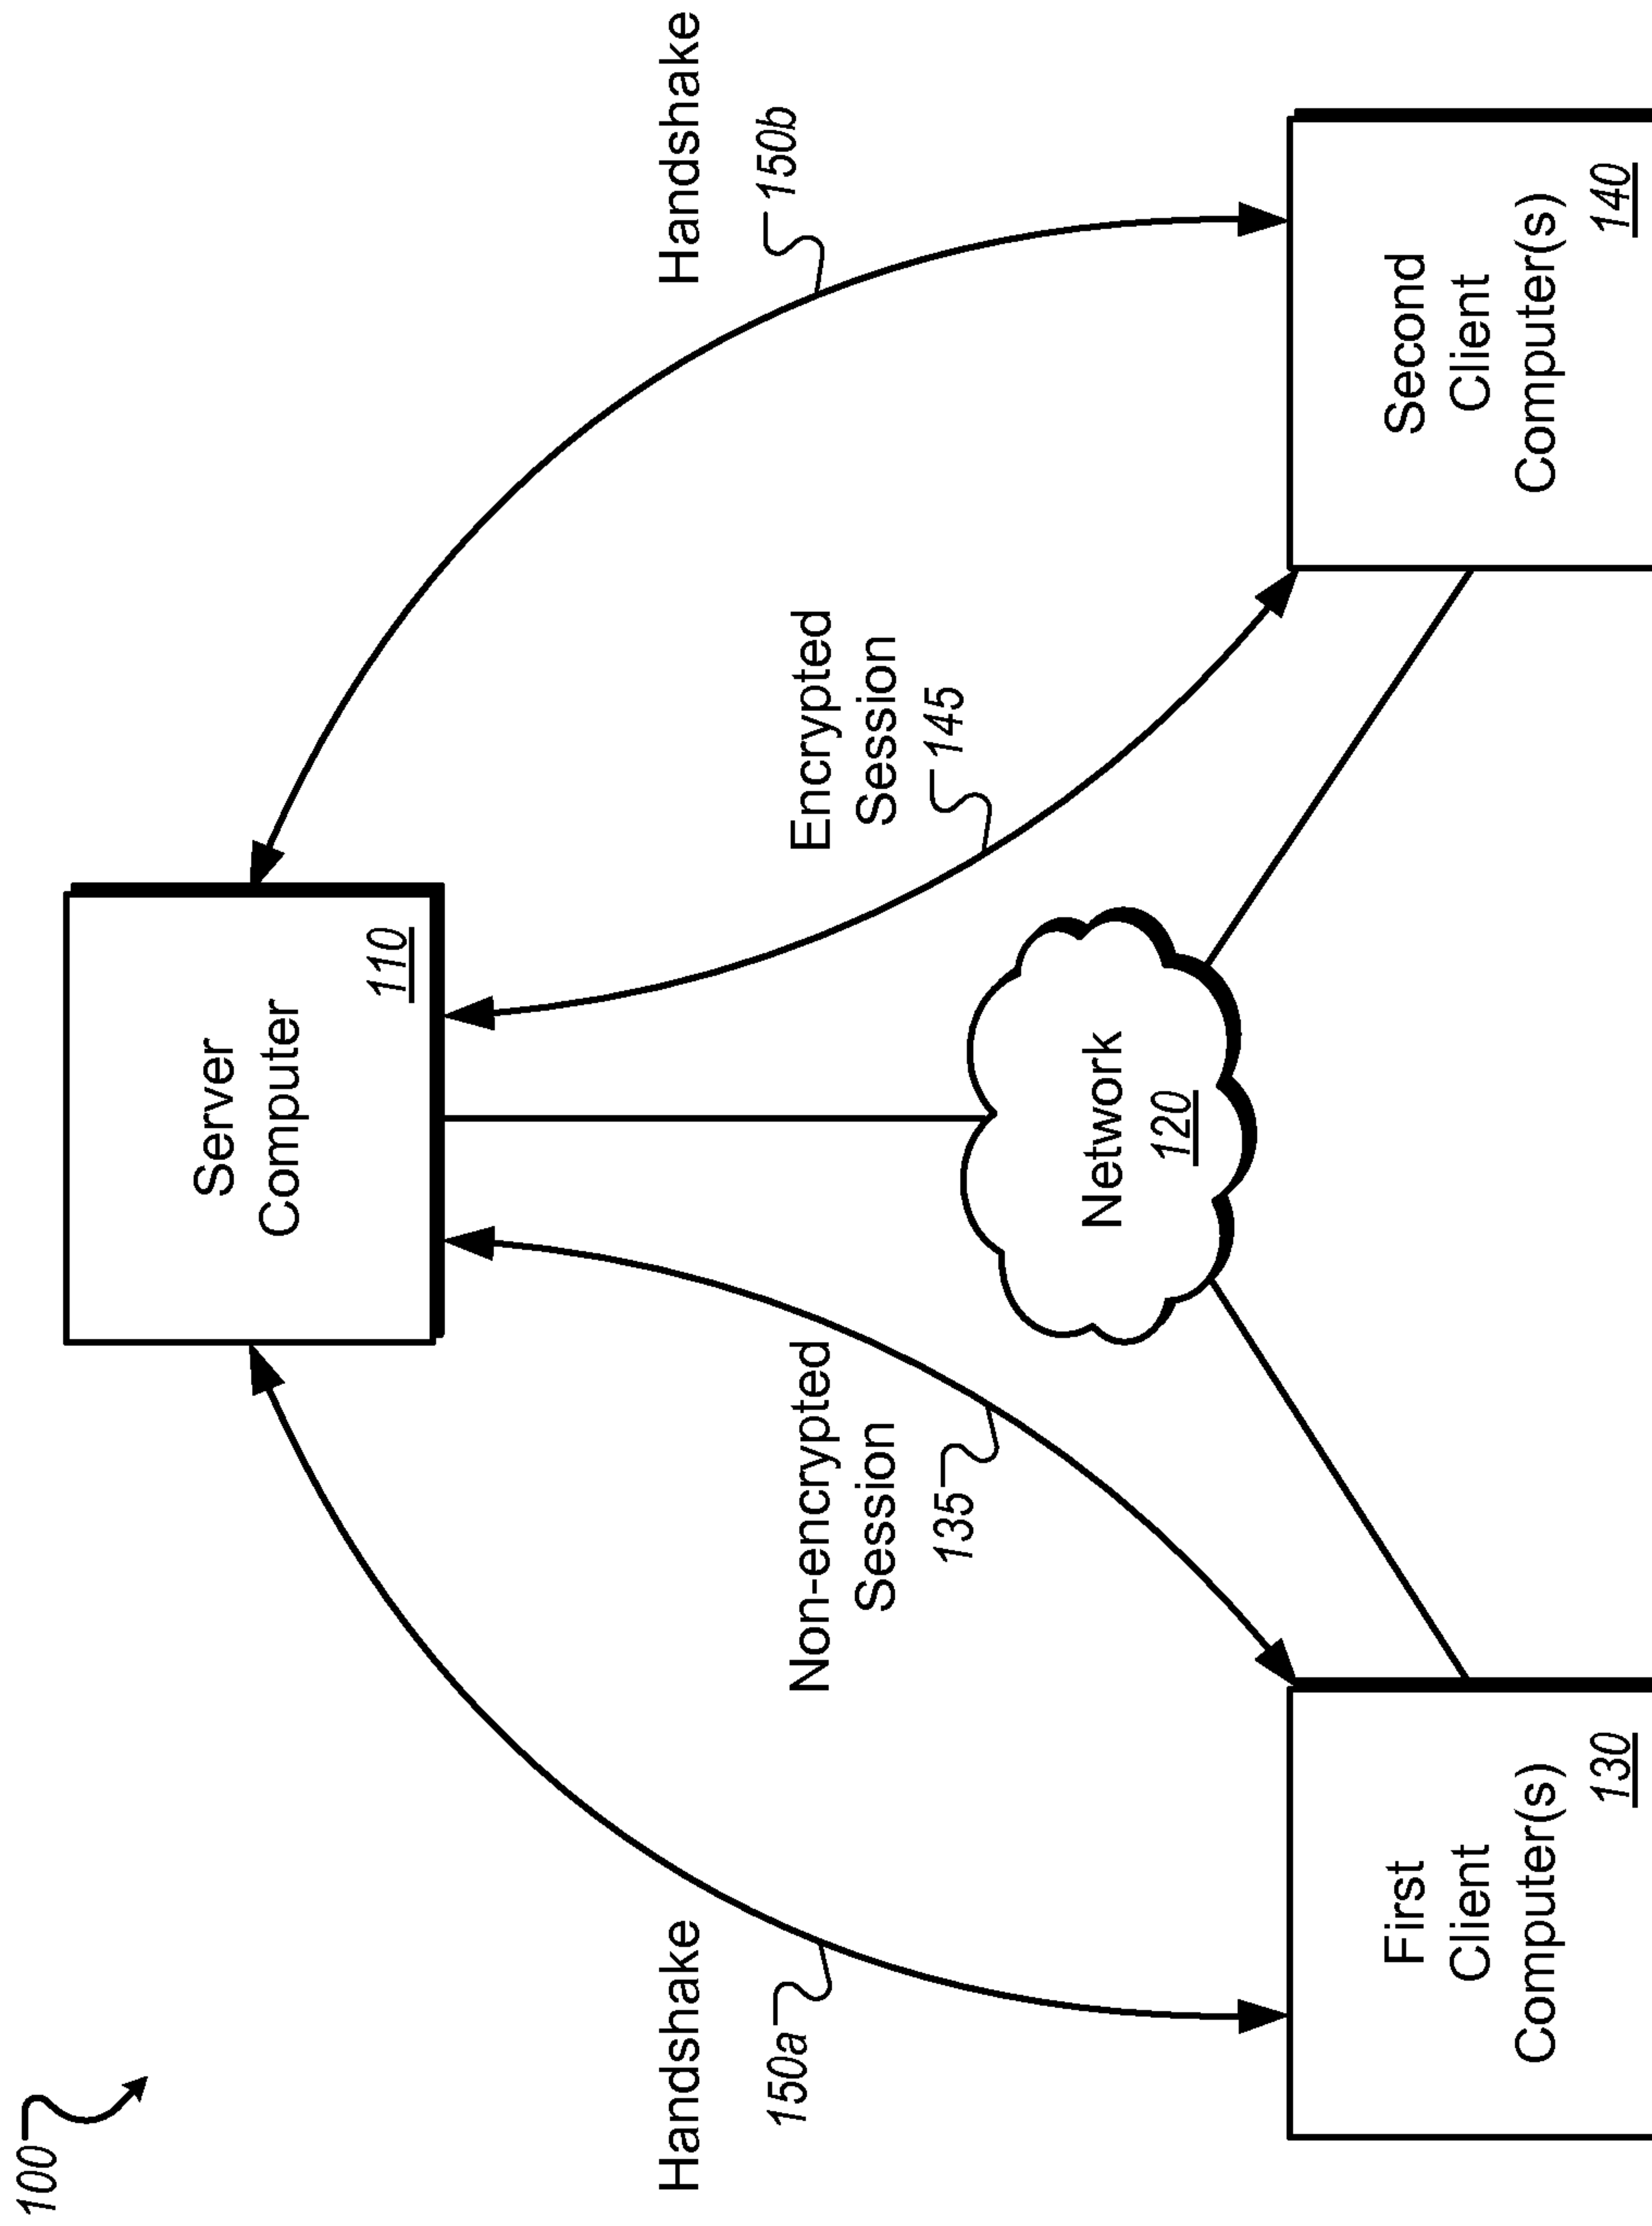 100
Server
Computer
110
Handshake
150a
Handshake
150b
Non-encrypted
Session
135
Encrypted
Session
145
Network
120
First
Client
Computer(s)
130
Second
Client
Computer(s)
140